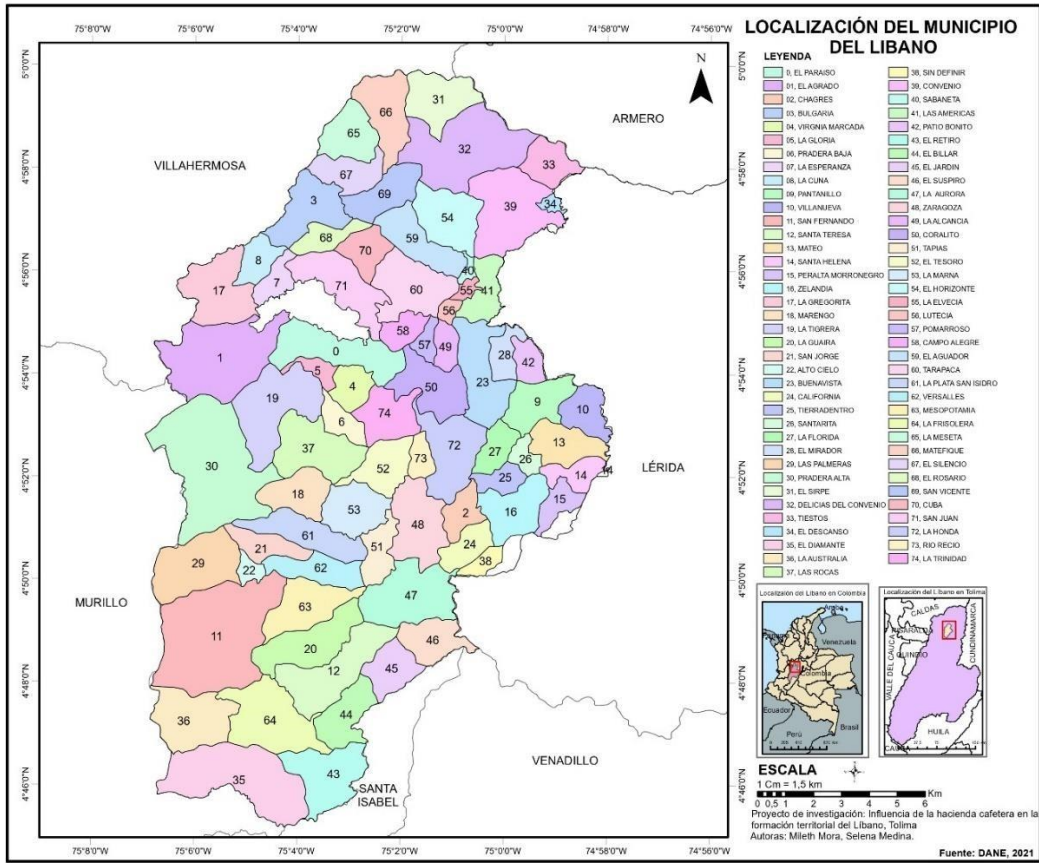 LOCALIZACIÓN DEL MUNICIPIO
DEL LIBANO
75°8'0"W 75°6'0"W 75°4'0"W 75°2'0"W 75°0'0"W 74°58'0"W 74°56'0"W
5°0'0"N
4°58'0"N
4°56'0"N
4°54'0"N
4°52'0"N
4°50'0"N
4°48'0"N
4°46'0"N
N
ARMERO
VILLAHERMOSA
LÉRIDA
MURILLO
VENADILLO
SANTA
ISABEL
31
66
65
32
33
67
69
3
54
39
34
68
59
70
8
40
7
17
71
60
55
41
56
58
1
0
57
49
28
42
5
50
23
4
19
9
10
74
6
72
13
37
27
26
73
52
30
14
25
15
18
2
16
53
48
61
24
51
21
38
29
62
22
47
63
11
20
46
12
45
36
64
44
43
35
LEYENDA
0, EL PARAISO
01, EL AGRADO
02, CHAGRES
03, BULGARIA
04, VIRGNIA MARCADA
05, LA GLORIA
06, PRADERA BAJA
07, LA ESPERANZA
08, LA CUNA
09, PANTANILLO
10, VILLANUEVA
11, SAN FERNANDO
12, SANTA TERESA
13, MATEO
14, SANTA HELENA
15, PERALTA MORRONEGRO
16, ZELANDIA
17, LA GREGORITA
18, MARENGO
19, LA TIGRERA
20, LA GUAIRA
21, SAN JORGE
22, ALTO CIELO
23, BUENAVISTA
24, CALIFORNIA
25, TIERRADENTRO
26, SANTARITA
27, LA FLORIDA
28, EL MIRADOR
29, LAS PALMERAS
30, PRADERA ALTA
31, EL SIRPE
32, DELICIAS DEL CONVENIO
33, TIESTOS
34, EL DESCANSO
35, EL DIAMANTE
36, LA AUSTRALIA
37, LAS ROCAS
38, SIN DEFINIR
39, CONVENIO
40, SABANETA
41, LAS AMERICAS
42, PATIO BONITO
43, EL RETIRO
44, EL BILLAR
45, EL JARDIN
46, EL SUSPIRO
47, LA AURORA
48, ZARAGOZA
49, LA ALCANCIA
50, CORALITO
51, TAPIAS
52, EL TESORO
53, LA MARNA
54, EL HORIZONTE
55, LA ELVECIA
56, LUTECIA
57, POMARROSO
58, CAMPO ALEGRE
59, EL AGUADOR
60, TARAPACA
61, LA PLATA SAN ISIDRO
62, VERSALLES
63, MESOPOTAMIA
64, LA FRISOLERA
65, LA MESETA
66, MATEFIQUE
67, EL SILENCIO
68, EL ROSARIO
69, SAN VICENTE
70, CUBA
71, SAN JUAN
72, LA HONDA
73, RIO RECIO
74, LA TRINIDAD
Localización del Líbano en Colombia
Venezuela
Colombia
Ecuador
Perú
Brasil
Localización del Líbano en Tolima
CALDAS
RISARALDA
QUINDIO
VALLE DEL CAUCA
CUNDINAMARCA
HUILA
CAUCA
ESCALA
1 Cm = 1,5 km
0 0,5 1 2 3 4 5 6
Km
Proyecto de investigación: Influencia de la hacienda cafetera en la
formación territorial del Líbano, Tolima
Autoras: Mileth Mora, Selena Medina.
Fuente: DANE, 2021